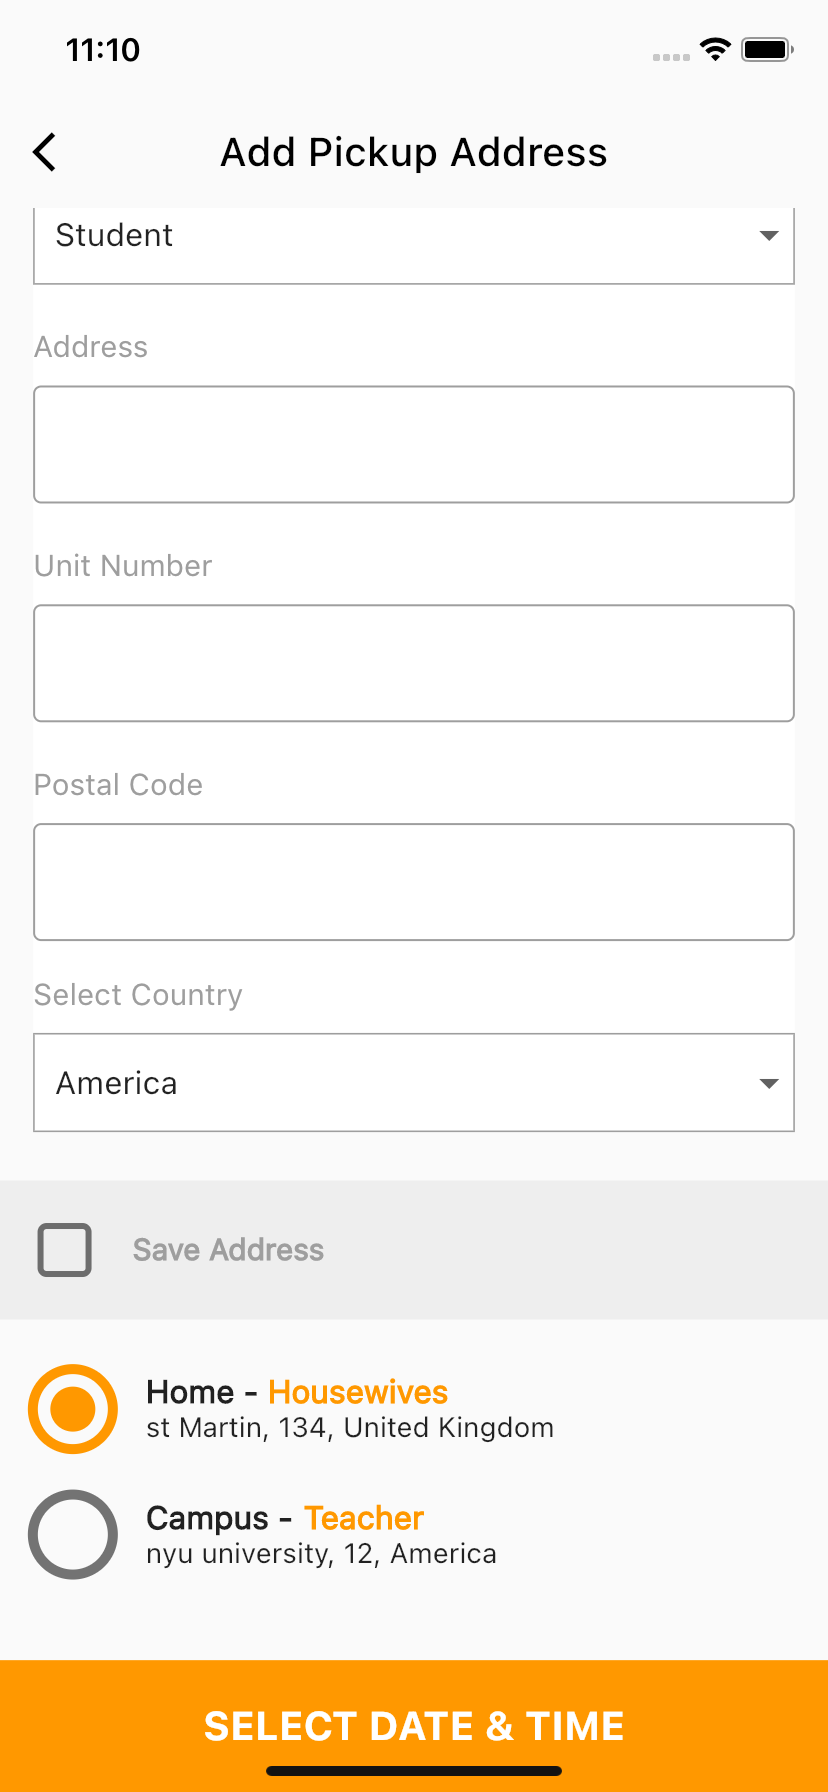 11:10
Add Pickup Address
Student
Address
Unit Number
Postal Code
Select Country
America
Save Address
Home - Housewives
st Martin, 134, United Kingdom
Campus - Teacher
nyu university, 12, America
SELECT DATE & TIME